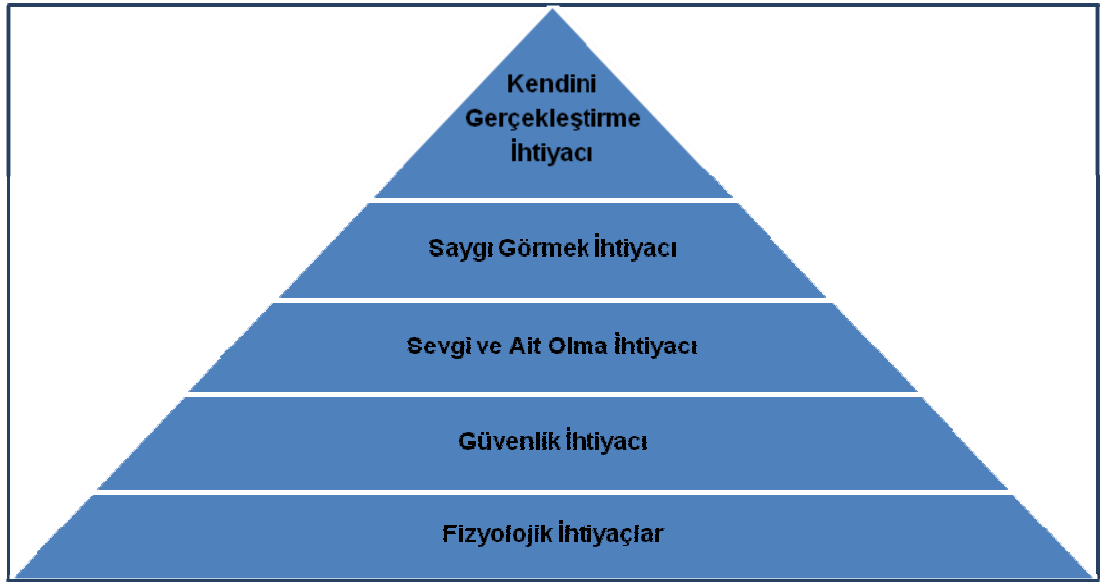 Kendini
Gerçekleştirme
İhtiyacı
Saygı Görmek İhtiyacı
Sevgi ve Ait Olma İhtiyacı
Güvenlik İhtiyacı
Fizyolojik İhtiyaçlar